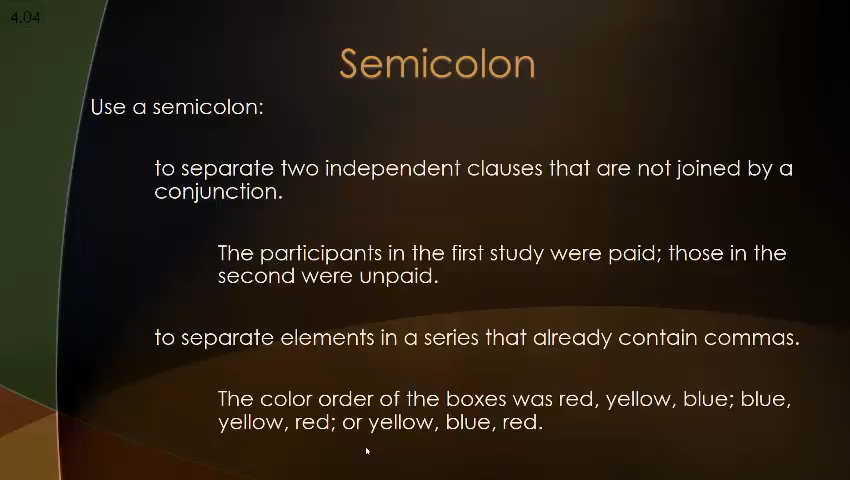 4.04
Semicolon
Use a semicolon:
to separate two independent clauses that are not joined by a
conjunction.
The participants in the first study were paid; those in the
second were unpaid.
to separate elements in a series that already contain commas.
The color order of the boxes was red, yellow, blue; blue,
yellow, red; or yellow, blue, red.